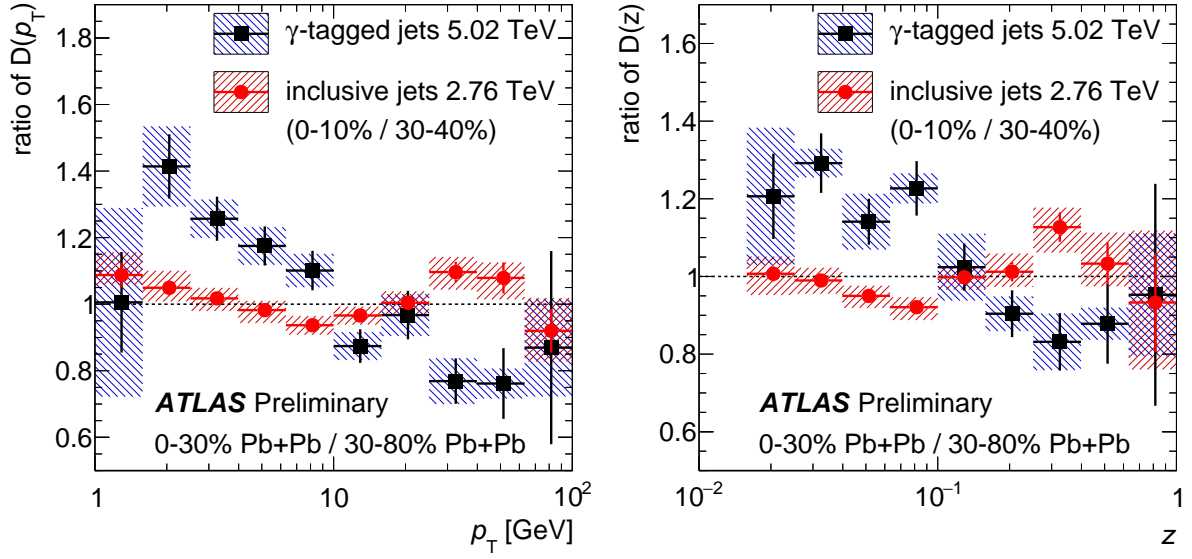 ratio of D(p_T)
1.8
1.6
1.4
1.2
1
0.8
0.6
γ-tagged jets 5.02 TeV
inclusive jets 2.76 TeV
(0-10% / 30-40%)
ATLAS Preliminary
0-30% Pb+Pb / 30-80% Pb+Pb
1 10 10²
p_T [GeV]
ratio of D(z)
1.6
1.4
1.2
1
0.8
0.6
γ-tagged jets 5.02 TeV
inclusive jets 2.76 TeV
(0-10% / 30-40%)
ATLAS Preliminary
0-30% Pb+Pb / 30-80% Pb+Pb
10⁻² 10⁻¹ 1
z